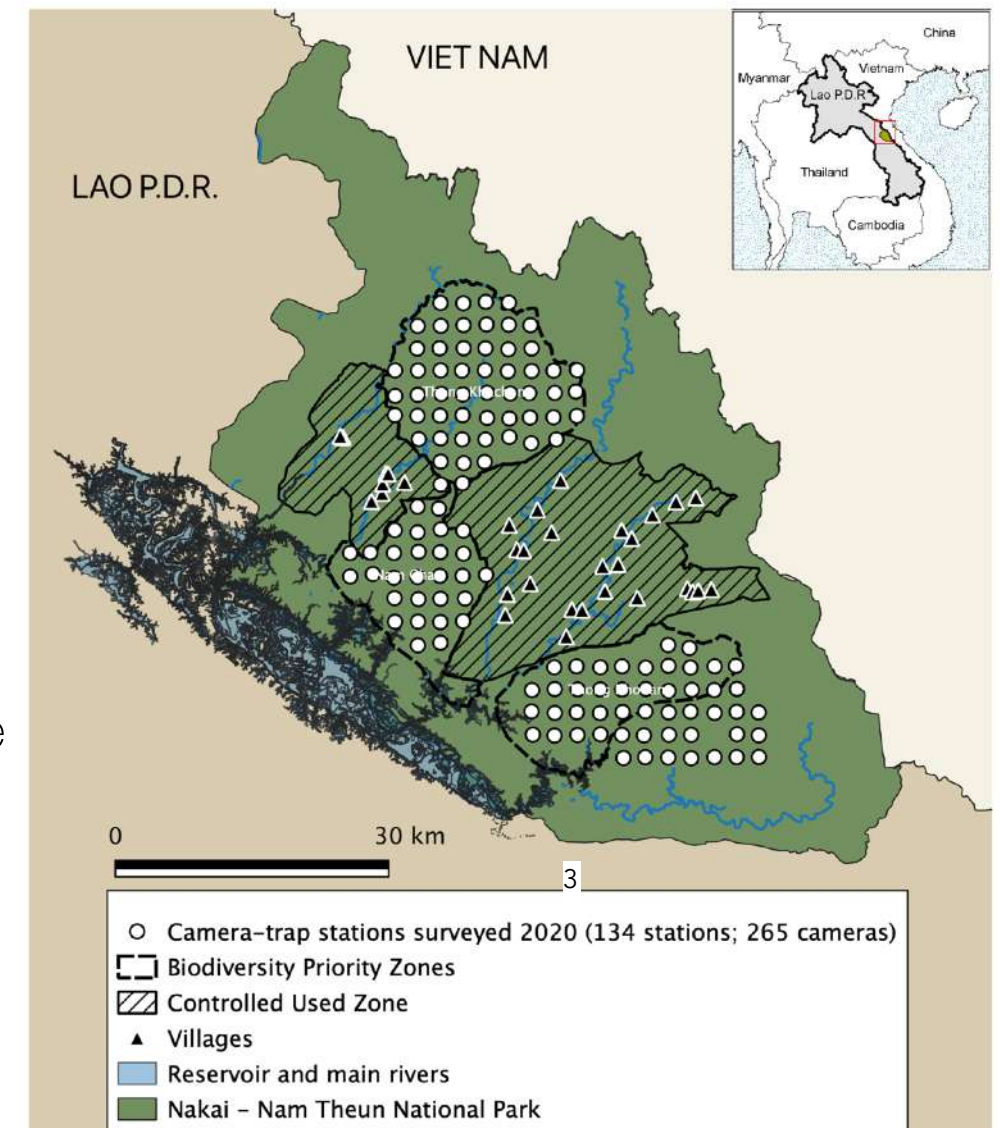 VIET NAM
LAO P.D.R.
China
Myanmar
Vietnam
Lao P.D.R
Thailand
Cambodia
e
0
30 km
3
Camera-trap stations surveyed 2020 (134 stations; 265 cameras)
Biodiversity Priority Zones
Controlled Used Zone
Villages
Reservoir and main rivers
Nakai - Nam Theun National Park